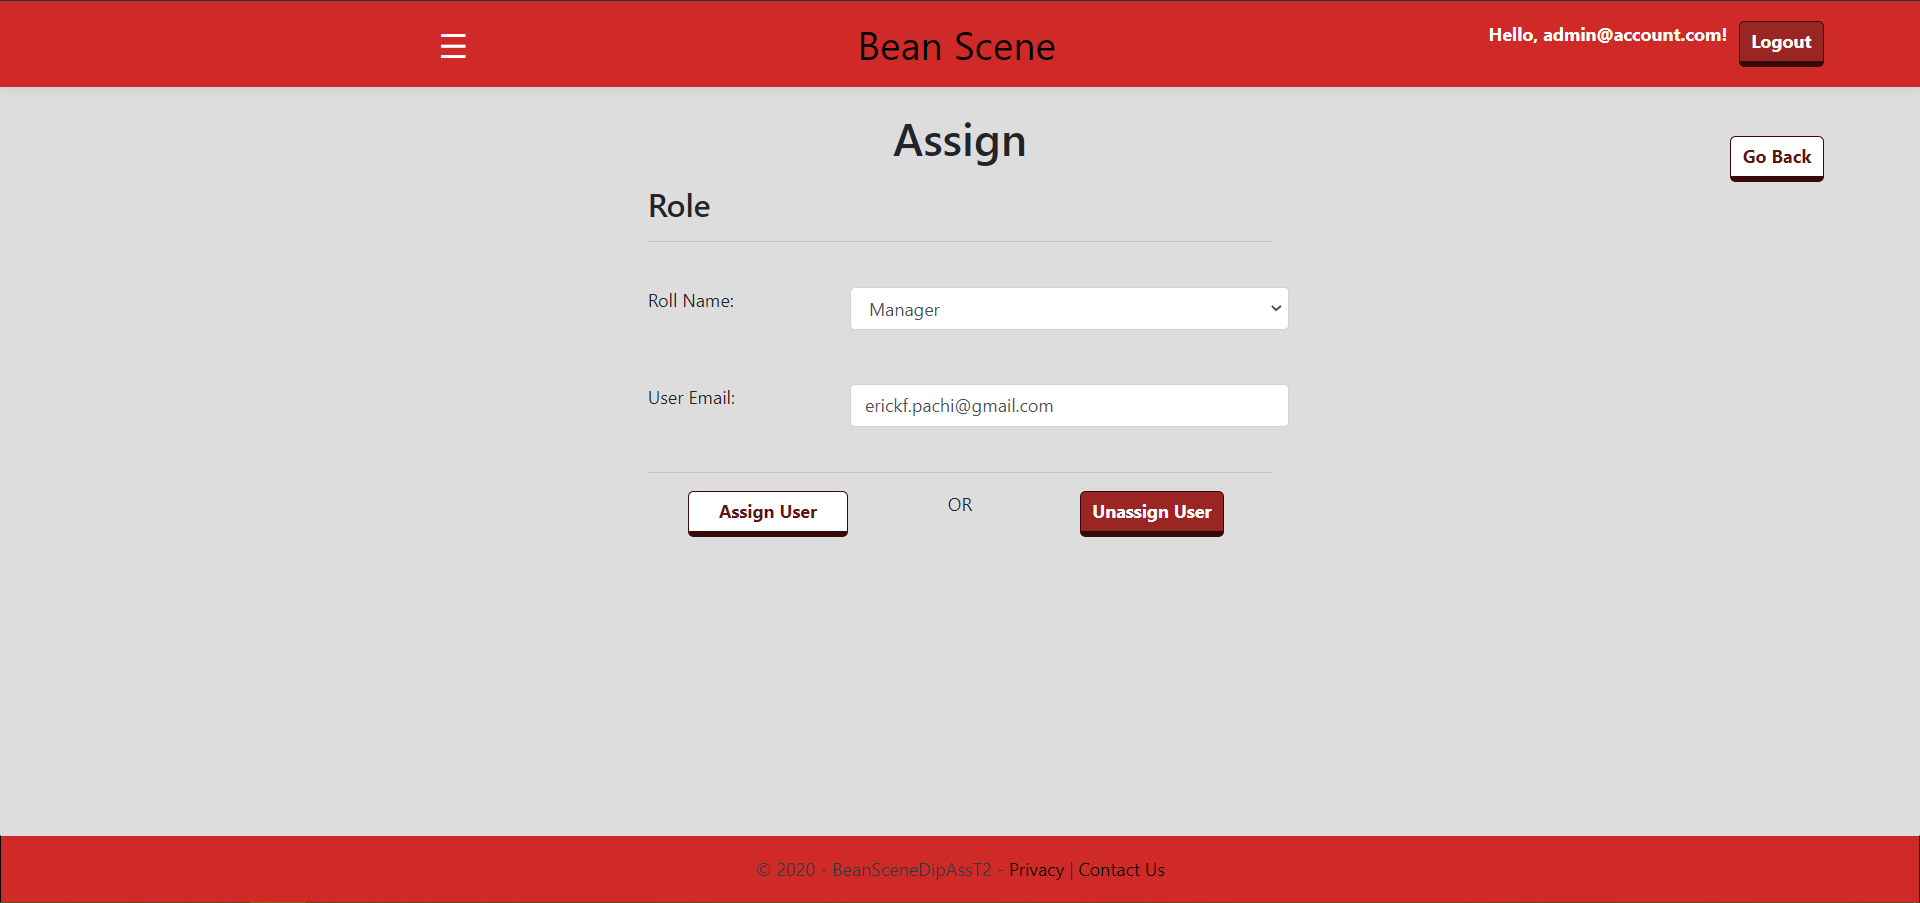 ☰ Bean Scene Hello, admin@account.com! Logout
Assign
Go Back
Role
Roll Name: Manager
User Email: erickf.pachi@gmail.com
Assign User OR Unassign User
© 2020 - BeanSceneDipAssT2 - Privacy | Contact Us